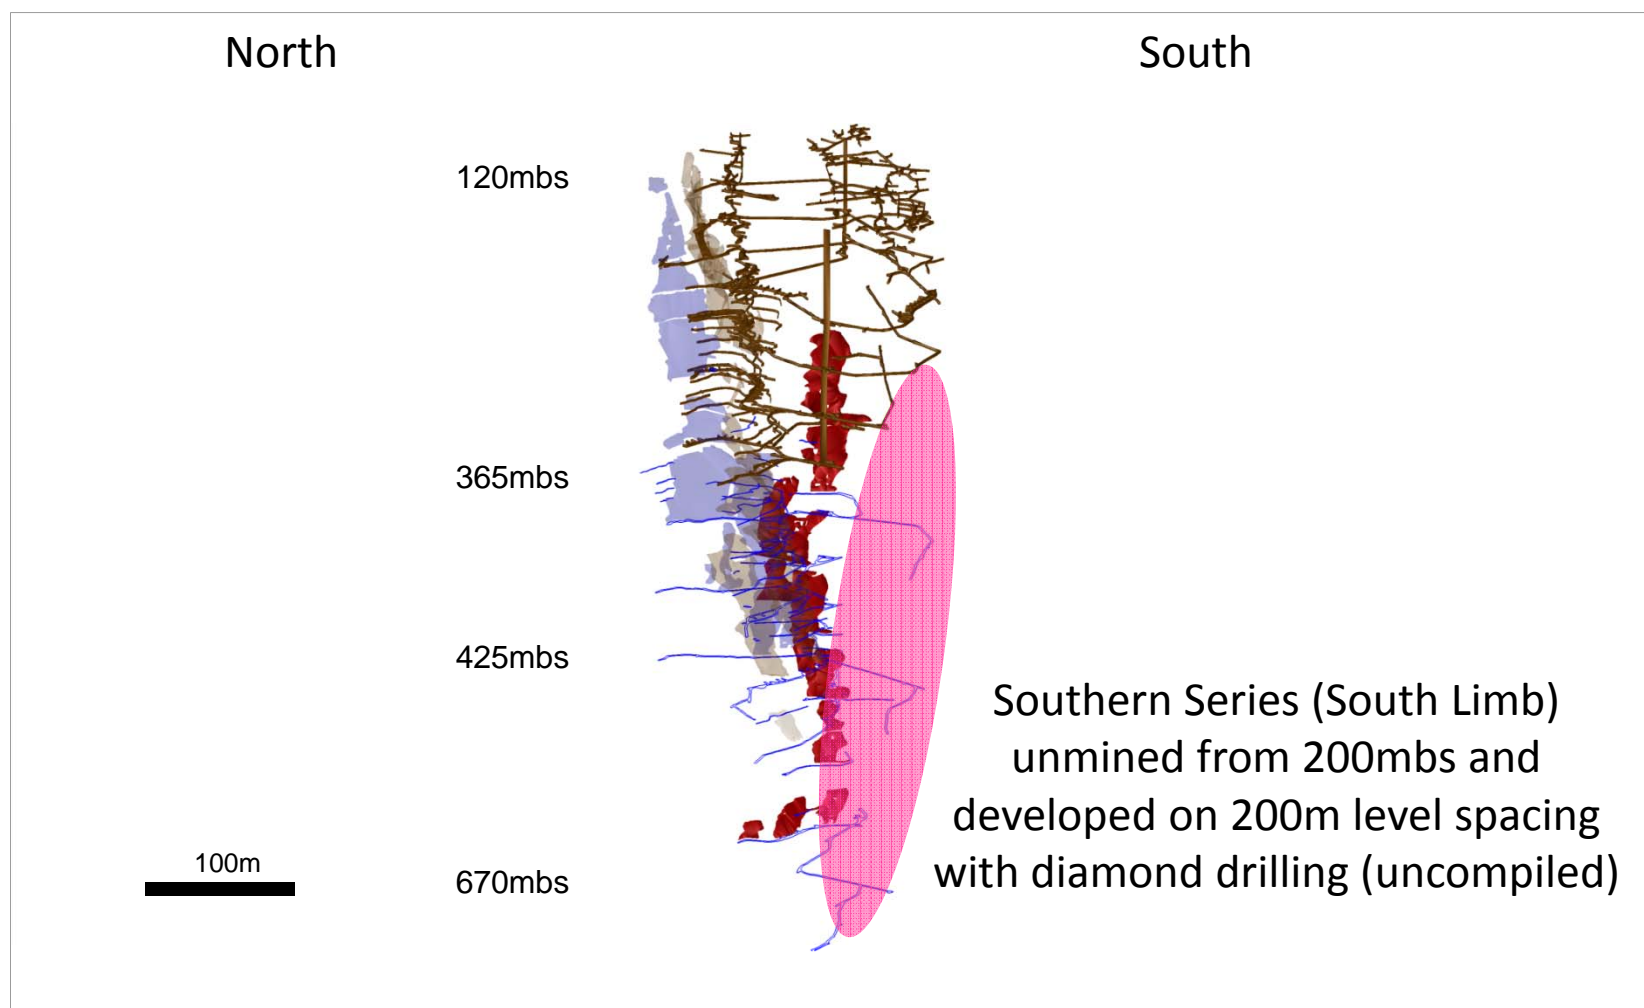 North
South
120mbs
365mbs
425mbs
Southern Series (South Limb)
unmined from 200mbs and
developed on 200m level spacing
with diamond drilling (uncompiled)
100m
670mbs